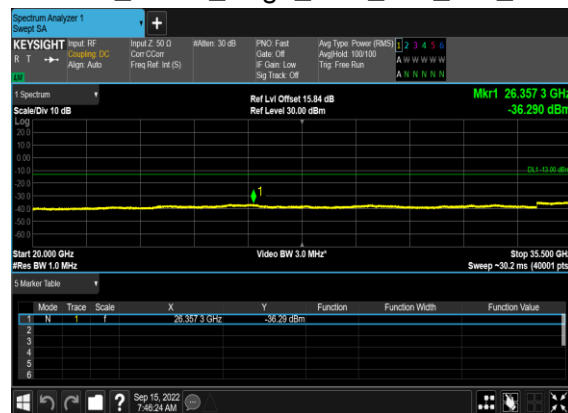 Spectrum Analyzer 1
Swept SA
KEYSIGHT Input: RF Input Z: 50 Ω #Atten: 30 dB PNO: Fast Avg Type: Power (RMS) 1 2 3 4 5 6
R T Coupling: DC Corr CCorr Gate: Off Avg|Hold: 100/100 A W W W W W
Align: Auto Freq Ref: Int (S) IF Gain: Low Trig: Free Run
Sig Track: Off A N N N N N
1 Spectrum Ref Lvl Offset 15.84 dB Mkr1 26.357 3 GHz
Scale/Div 10 dB Ref Level 30.00 dBm -36.290 dBm
Log
20.0
10.0
0.00
-10.0 DL1 -13.00 dBm
-20.0
-30.0 1
-40.0
-50.0
-60.0
Start 20.000 GHz Video BW 3.0 MHz* Stop 35.500 GHz
#Res BW 1.0 MHz Sweep ~30.2 ms (40001 pts)
5 Marker Table
Mode Trace Scale X Y Function Function Width Function Value
1 N 1 f 26.357 3 GHz -36.29 dBm
2
3
4
5
6
? Sep 15, 2022
7:46:24 AM